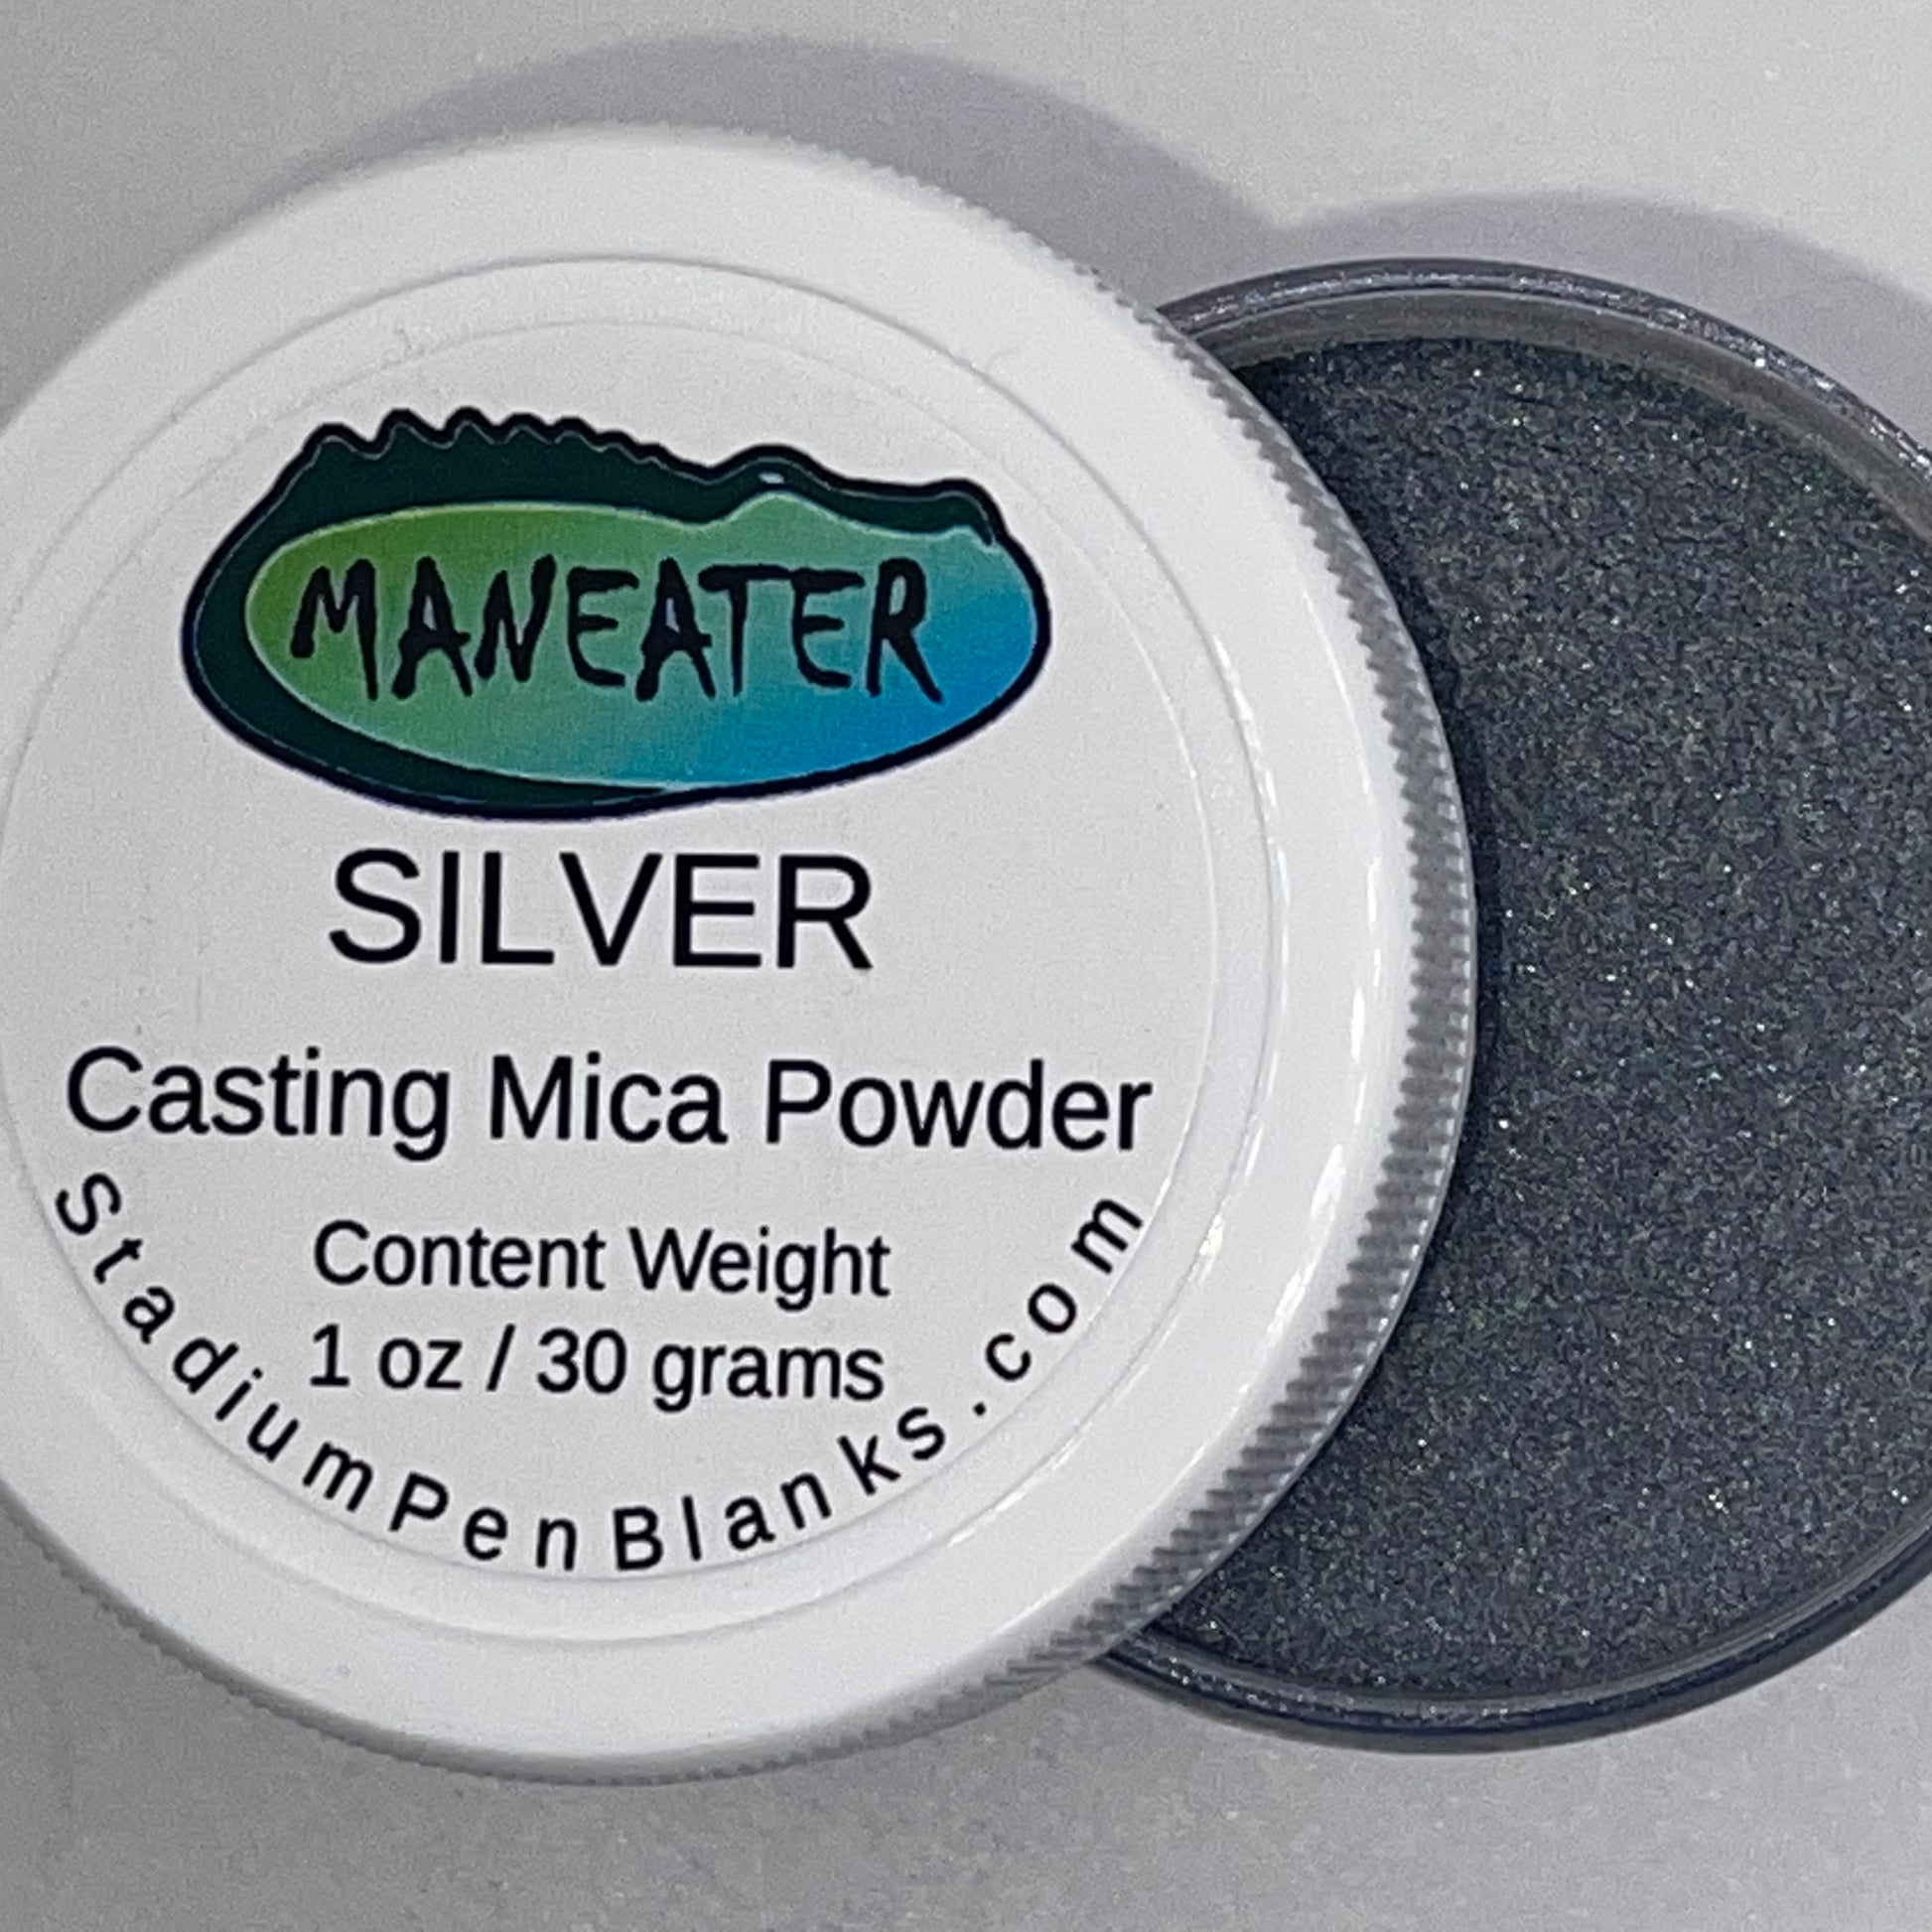 MANEATER
SILVER
Casting Mica Powder
Content Weight
1 oz / 30 grams
StadiumPenBlanks.com